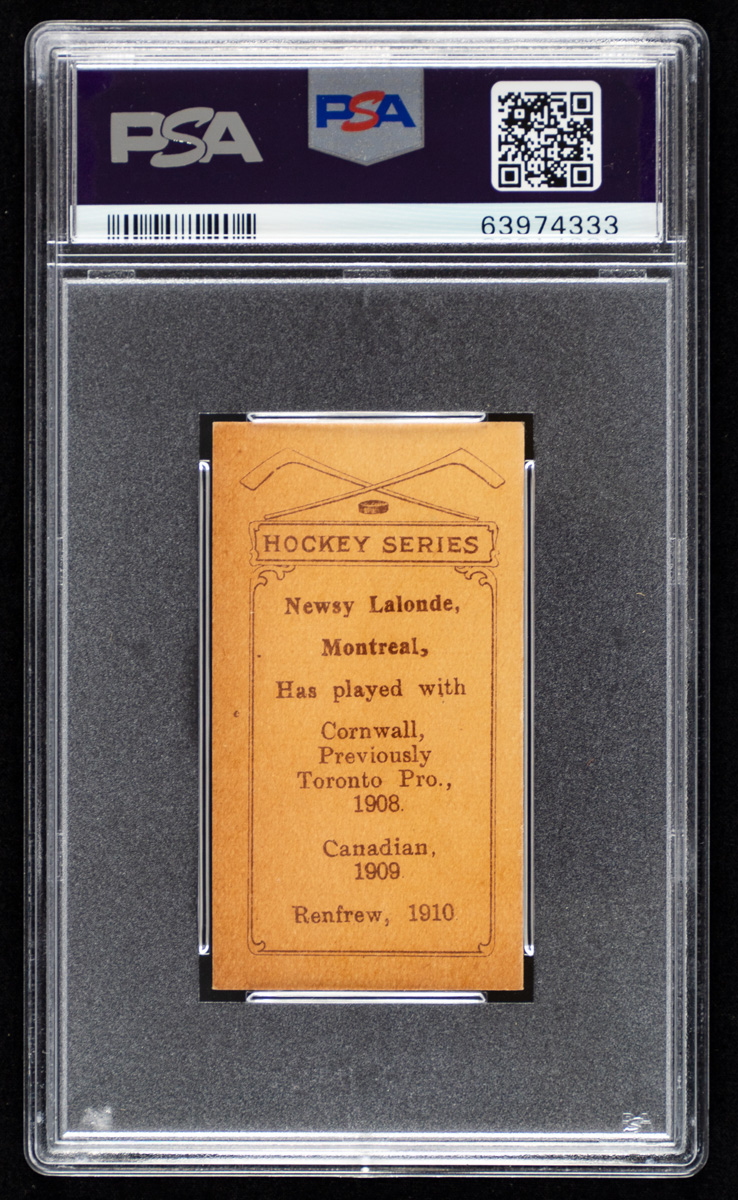 PSA
PSA
63974333
HOCKEY SERIES
Newsy Lalonde,
Montreal,
Has played with
Cornwall,
Previously
Toronto Pro.,
1908.
Canadian,
1909.
Renfrew, 1910